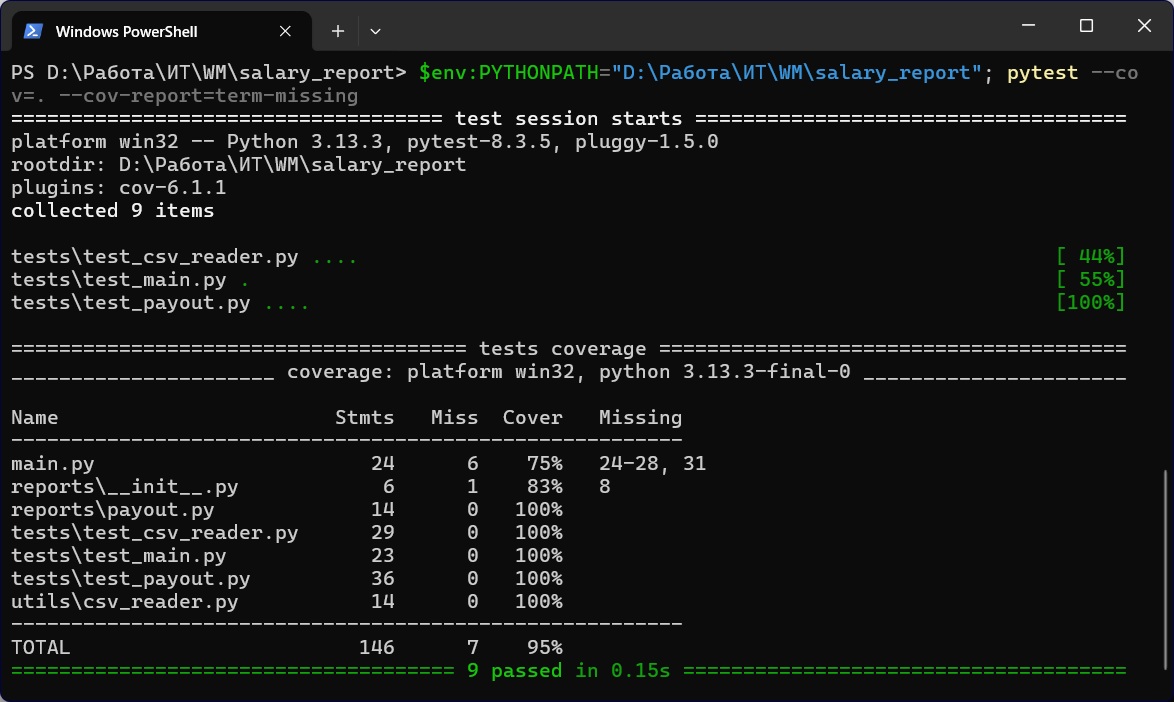 Windows PowerShell
PS D:\Работа\ИТ\WM\salary_report> $env:PYTHONPATH="D:\Работа\ИТ\WM\salary_report"; pytest --co
v=. --cov-report=term-missing
==================================== test session starts ====================================
platform win32 -- Python 3.13.3, pytest-8.3.5, pluggy-1.5.0
rootdir: D:\Работа\ИТ\WM\salary_report
plugins: cov-6.1.1
collected 9 items
tests\test_csv_reader.py .... [ 44%]
tests\test_main.py . [ 55%]
tests\test_payout.py .... [100%]
====================================== tests coverage =======================================
______________________ coverage: platform win32, python 3.13.3-final-0 ______________________
Name Stmts Miss Cover Missing
--------------------------------------------------------
main.py 24 6 75% 24-28, 31
reports\__init__.py 6 1 83% 8
reports\payout.py 14 0 100%
tests\test_csv_reader.py 29 0 100%
tests\test_main.py 23 0 100%
tests\test_payout.py 36 0 100%
utils\csv_reader.py 14 0 100%
--------------------------------------------------------
TOTAL 146 7 95%
===================================== 9 passed in 0.15s =====================================